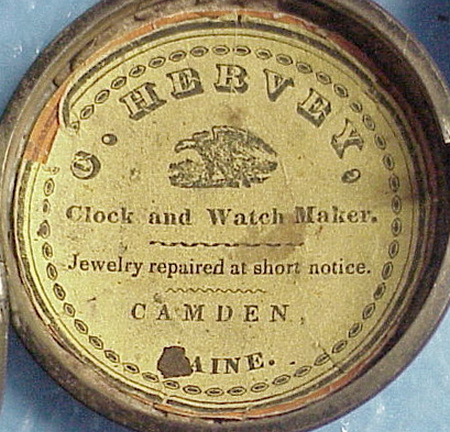 C. HERVEY,
Clock and Watch Maker.
Jewelry repaired at short notice.
CAMDEN,
AINE.